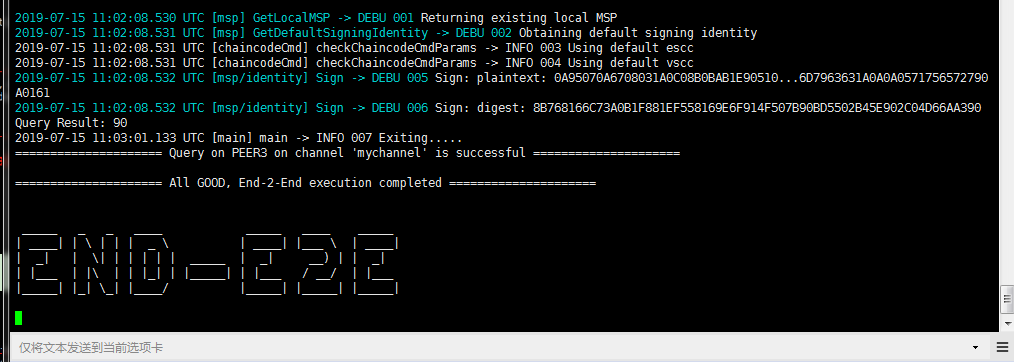 2019-07-15 11:02:08.530 UTC [msp] GetLocalMSP -> DEBU 001 Returning existing local MSP
2019-07-15 11:02:08.531 UTC [msp] GetDefaultSigningIdentity -> DEBU 002 Obtaining default signing identity
2019-07-15 11:02:08.531 UTC [chaincodeCmd] checkChaincodeCmdParams -> INFO 003 Using default escc
2019-07-15 11:02:08.531 UTC [chaincodeCmd] checkChaincodeCmdParams -> INFO 004 Using default vscc
2019-07-15 11:02:08.532 UTC [msp/identity] Sign -> DEBU 005 Sign: plaintext: 0A95070A6708031A0C08B0BAB1E90510...6D7963631A0A0A0571756572790
A0161
2019-07-15 11:02:08.532 UTC [msp/identity] Sign -> DEBU 006 Sign: digest: 8B768166C73A0B1F881EF558169E6F914F507B90BD5502B45E902C04D66AA390
Query Result: 90
2019-07-15 11:03:01.133 UTC [main] main -> INFO 007 Exiting.....
===================== Query on PEER3 on channel 'mychannel' is successful =====================
===================== All GOOD, End-2-End execution completed =====================
END-E2E
仅将文本发送到当前选项卡